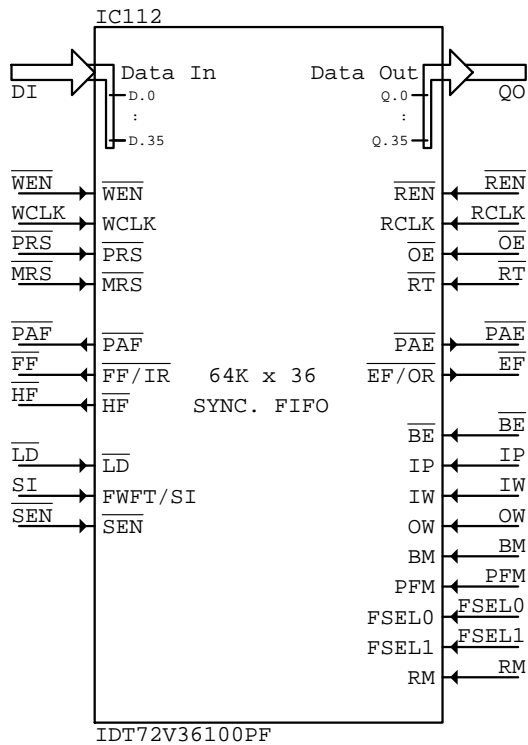 IC112
DI Data In Data Out QO
D.0 Q.0
: :
D.35 Q.35
WEN WEN REN REN
WCLK WCLK RCLK RCLK
PRS PRS OE OE
MRS MRS RT RT
PAF PAF PAE PAE
FF FF/IR 64K x 36 EF/OR EF
HF HF SYNC. FIFO
BE BE
LD LD IP IP
SI FWFT/SI IW IW
SEN SEN OW OW
BM BM
PFM PFM
FSEL0 FSEL0
FSEL1 FSEL1
RM RM
IDT72V36100PF